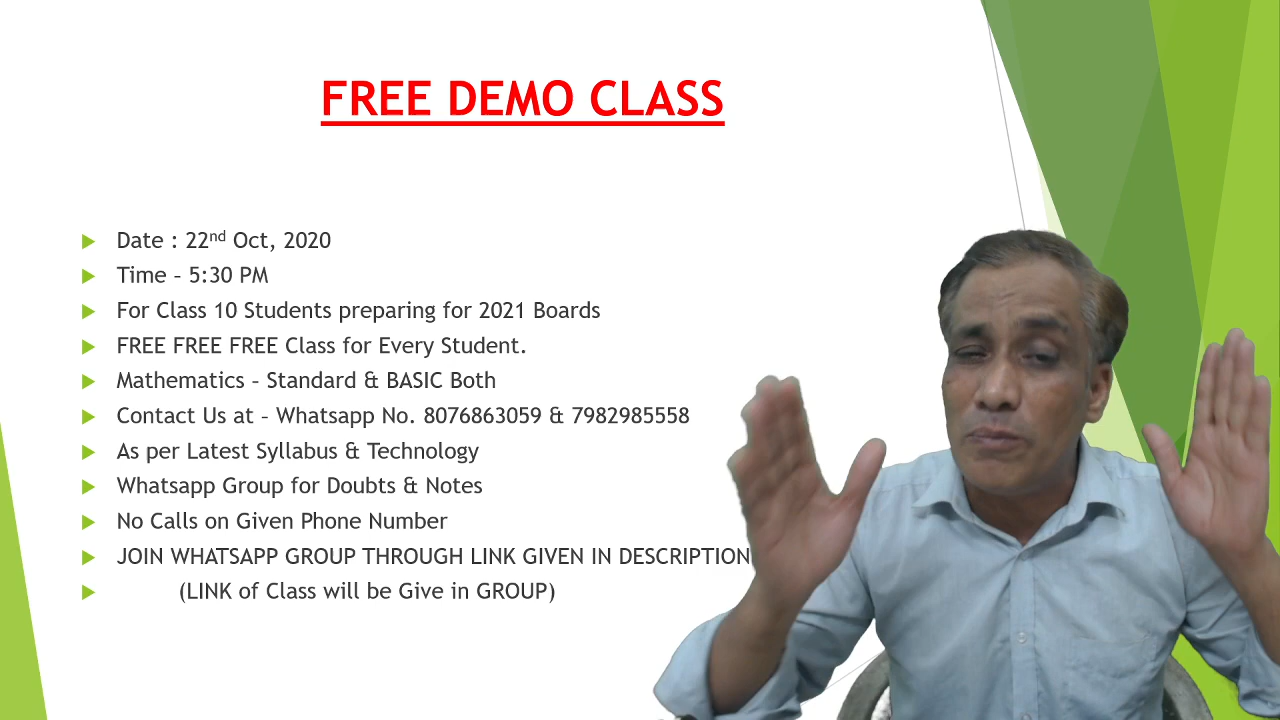 FREE DEMO CLASS
Date : 22nd Oct, 2020
Time – 5:30 PM
For Class 10 Students preparing for 2021 Boards
FREE FREE FREE Class for Every Student.
Mathematics – Standard & BASIC Both
Contact Us at – Whatsapp No. 8076863059 & 7982985558
As per Latest Syllabus & Technology
Whatsapp Group for Doubts & Notes
No Calls on Given Phone Number
JOIN WHATSAPP GROUP THROUGH LINK GIVEN IN DESCRIPTION
(LINK of Class will be Give in GROUP)